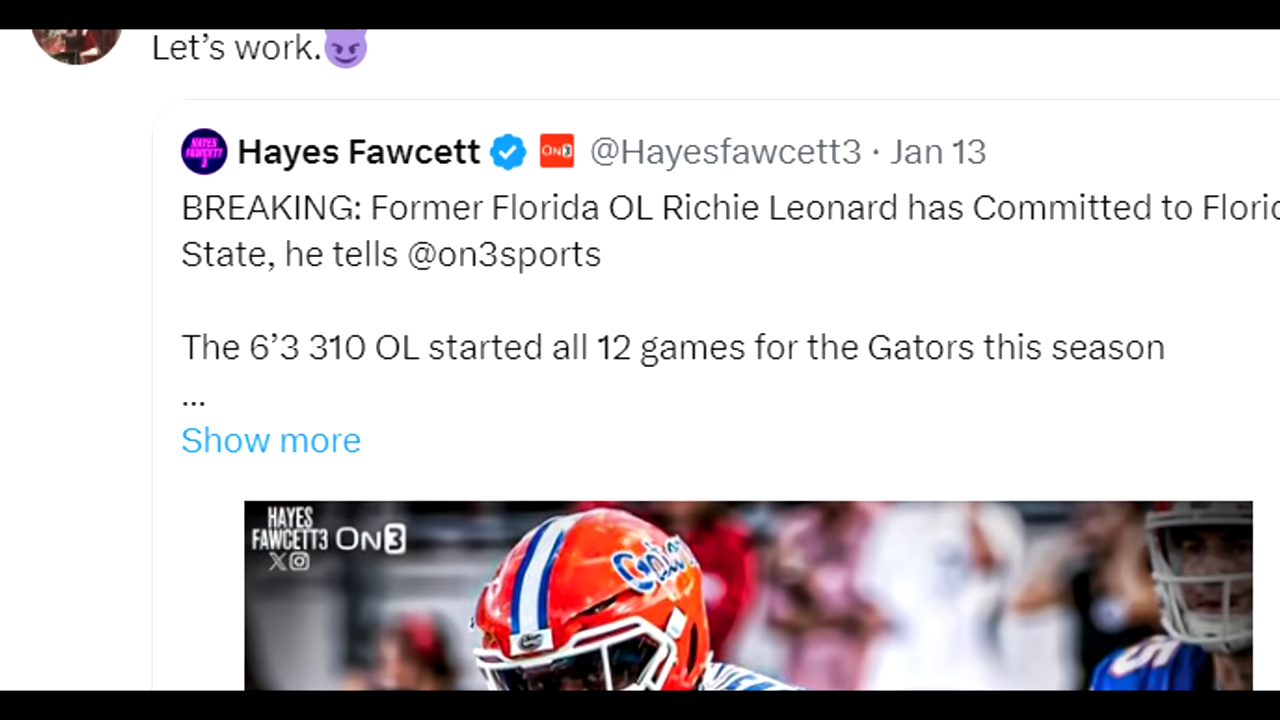 Let’s work.😈
Hayes Fawcett ON3 @Hayesfawcett3 · Jan 13
BREAKING: Former Florida OL Richie Leonard has Committed to
State, he tells @on3sports
The 6’3 310 OL started all 12 games for the Gators this season
...
Show more
HAYES
FAWCETT3 ON3
Gators
5